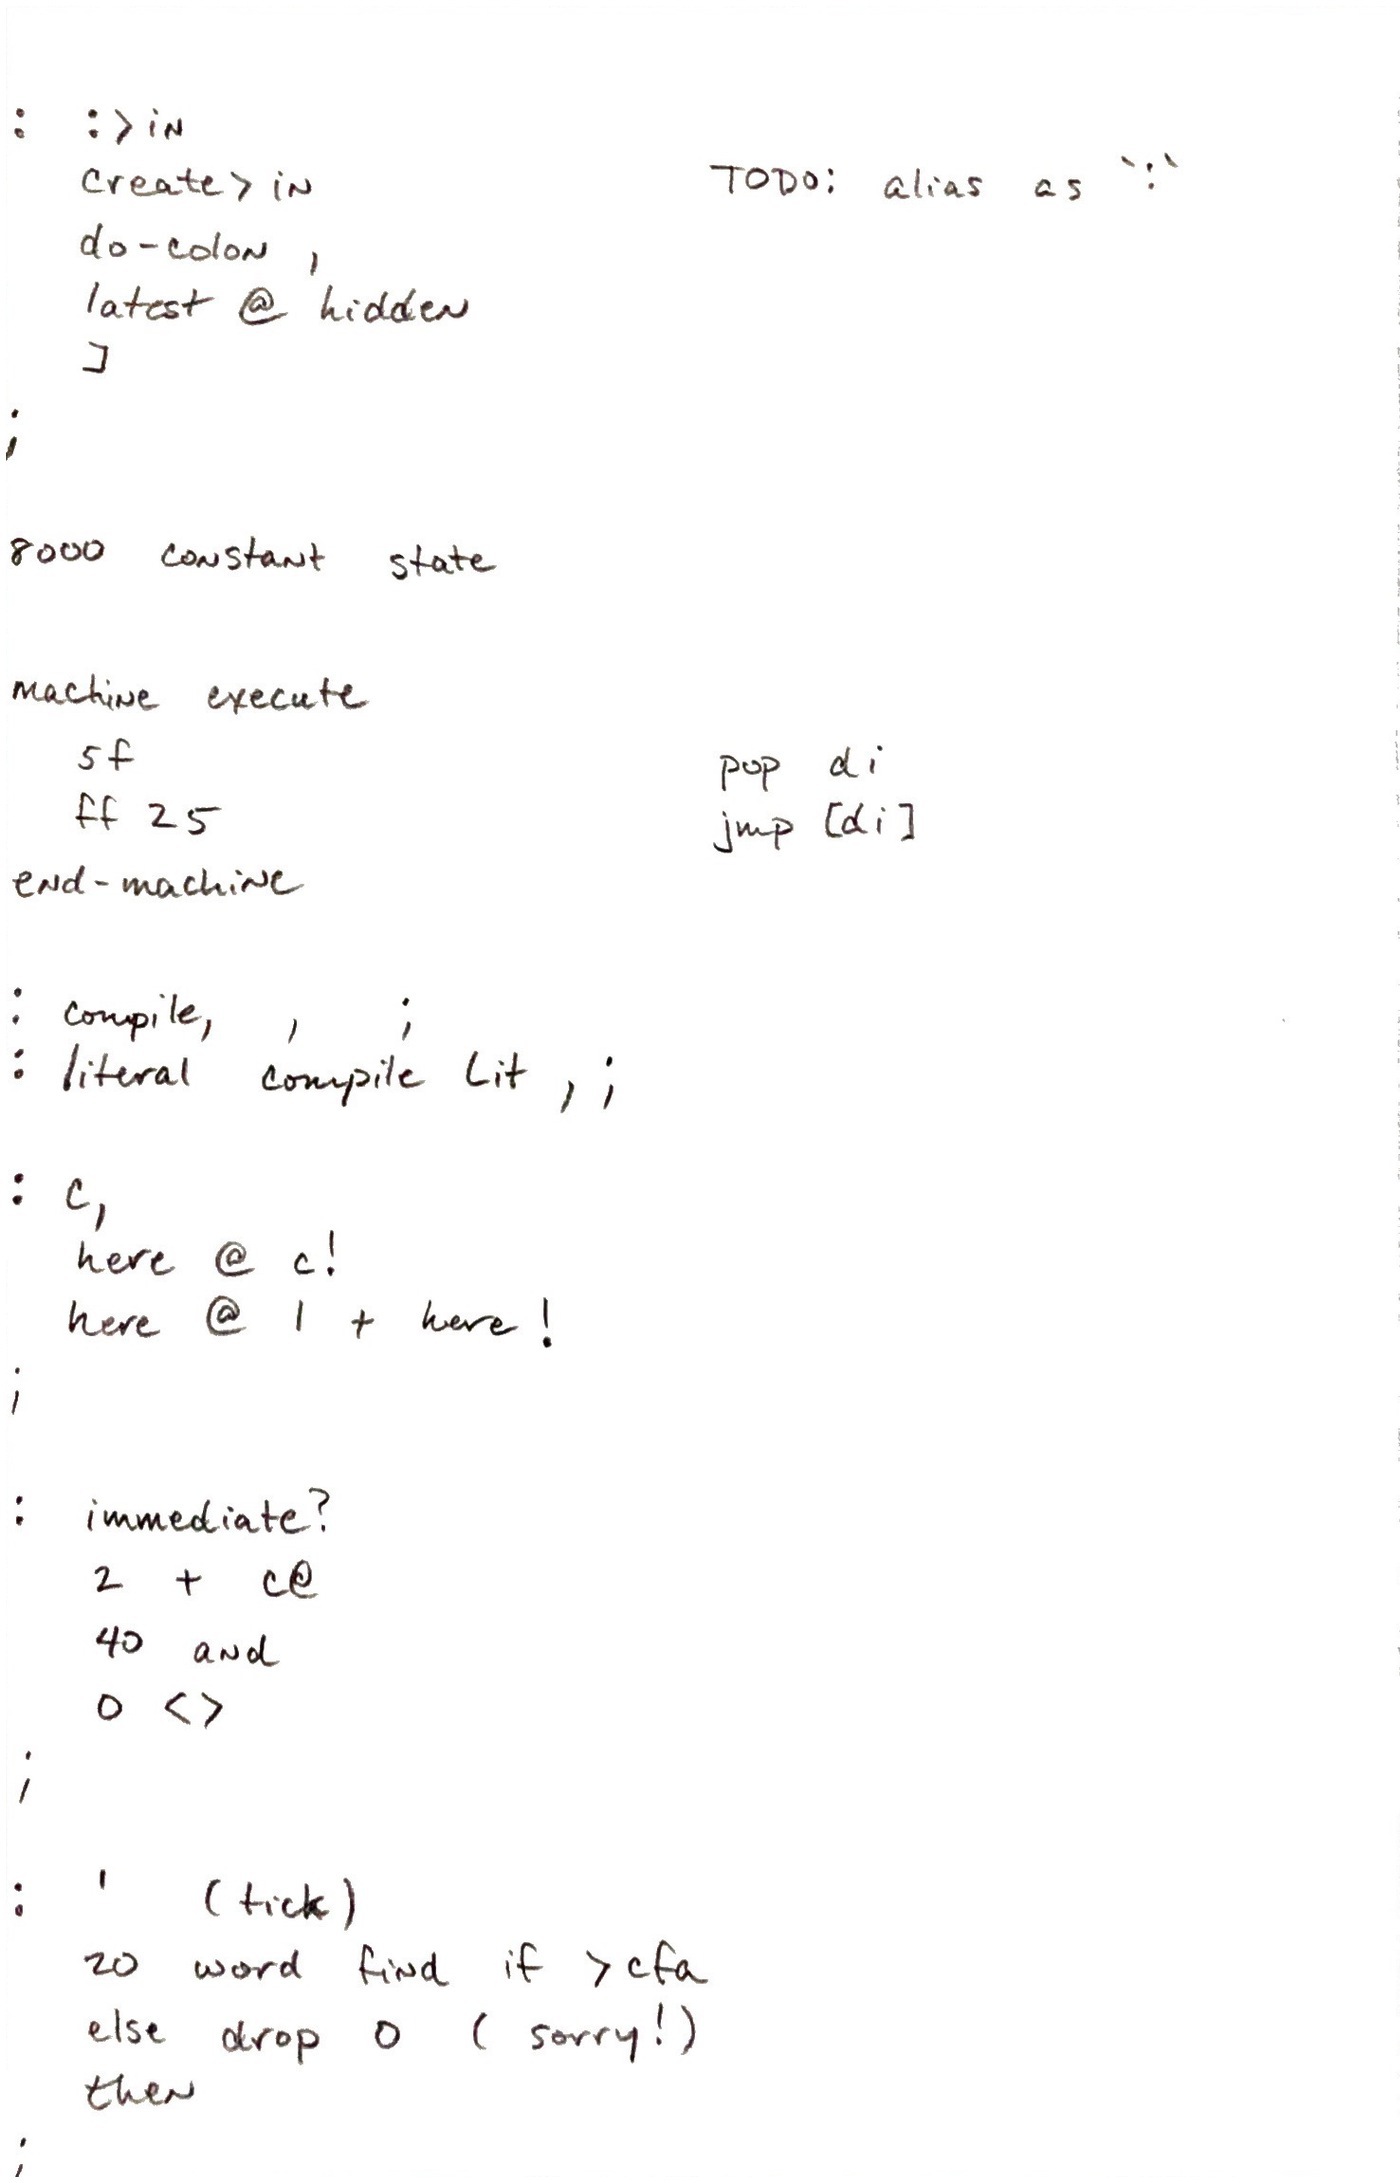 : :>in
create>in TODO: alias as `:`
do-colon ,
latest @ hidden
]
;
8000 constant state
machine execute
5f pop di
ff 25 jmp [di]
end-machine
: compile, , ;
: literal compile lit , ;
: c,
here @ c!
here @ 1 + here !
;
: immediate?
2 + c@
40 and
0 <>
;
: ' (tick)
20 word find if >cfa
else drop 0 ( sorry!)
then
;